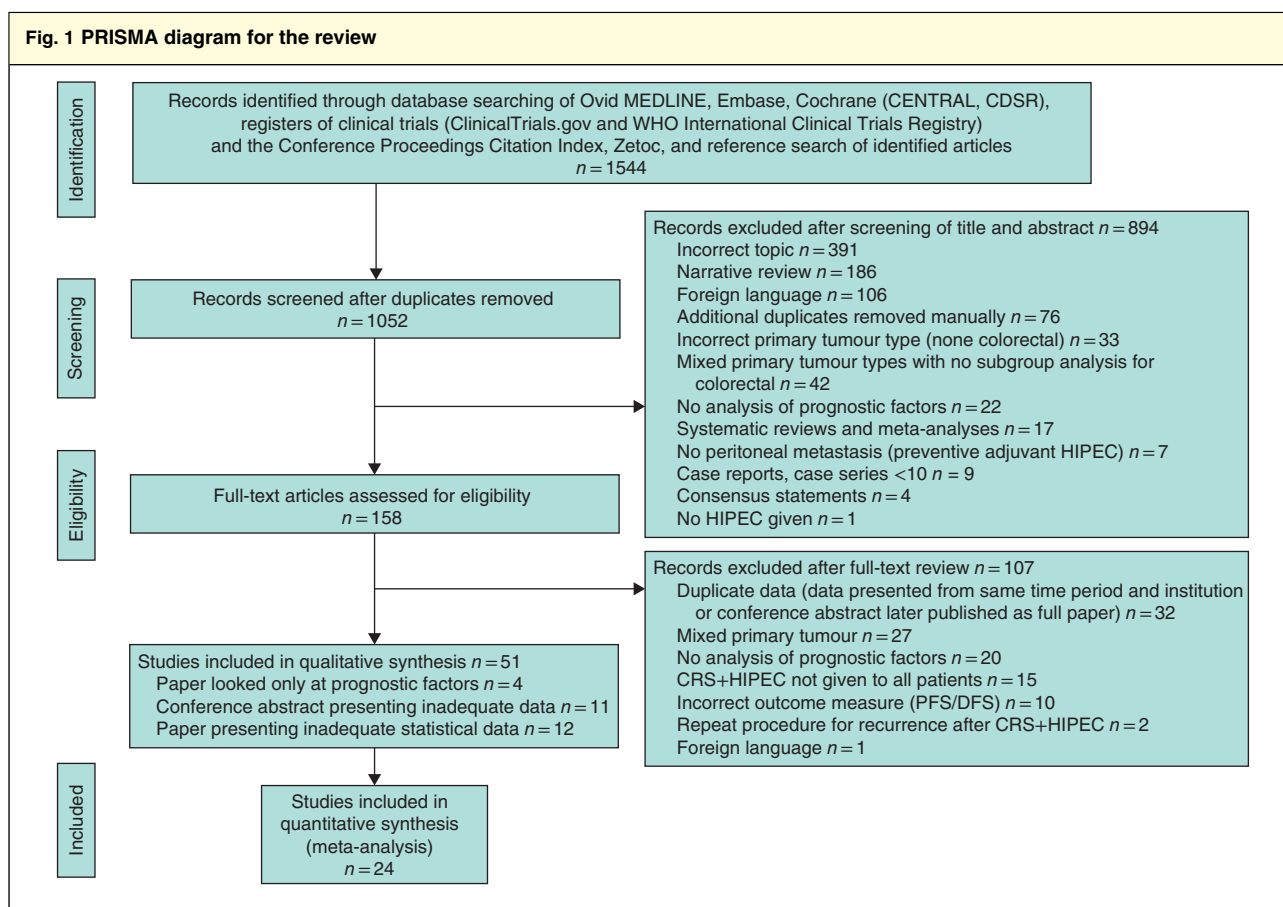 Fig. 1 PRISMA diagram for the review
Identification
Records identified through database searching of Ovid MEDLINE, Embase, Cochrane (CENTRAL, CDSR),
registers of clinical trials (ClinicalTrials.gov and WHO International Clinical Trials Registry)
and the Conference Proceedings Citation Index, Zetoc, and reference search of identified articles
n = 1544
Screening
Records screened after duplicates removed
n = 1052
Records excluded after screening of title and abstract n = 894
Incorrect topic n = 391
Narrative review n = 186
Foreign language n = 106
Additional duplicates removed manually n = 76
Incorrect primary tumour type (none colorectal) n = 33
Mixed primary tumour types with no subgroup analysis for
colorectal n = 42
No analysis of prognostic factors n = 22
Systematic reviews and meta-analyses n = 17
No peritoneal metastasis (preventive adjuvant HIPEC) n = 7
Case reports, case series <10 n = 9
Consensus statements n = 4
No HIPEC given n = 1
Eligibility
Full-text articles assessed for eligibility
n = 158
Records excluded after full-text review n = 107
Duplicate data (data presented from same time period and institution
or conference abstract later published as full paper) n = 32
Mixed primary tumour n = 27
No analysis of prognostic factors n = 20
CRS+HIPEC not given to all patients n = 15
Incorrect outcome measure (PFS/DFS) n = 10
Repeat procedure for recurrence after CRS+HIPEC n = 2
Foreign language n = 1
Studies included in qualitative synthesis n = 51
Paper looked only at prognostic factors n = 4
Conference abstract presenting inadequate data n = 11
Paper presenting inadequate statistical data n = 12
Included
Studies included in
quantitative synthesis
(meta-analysis)
n = 24